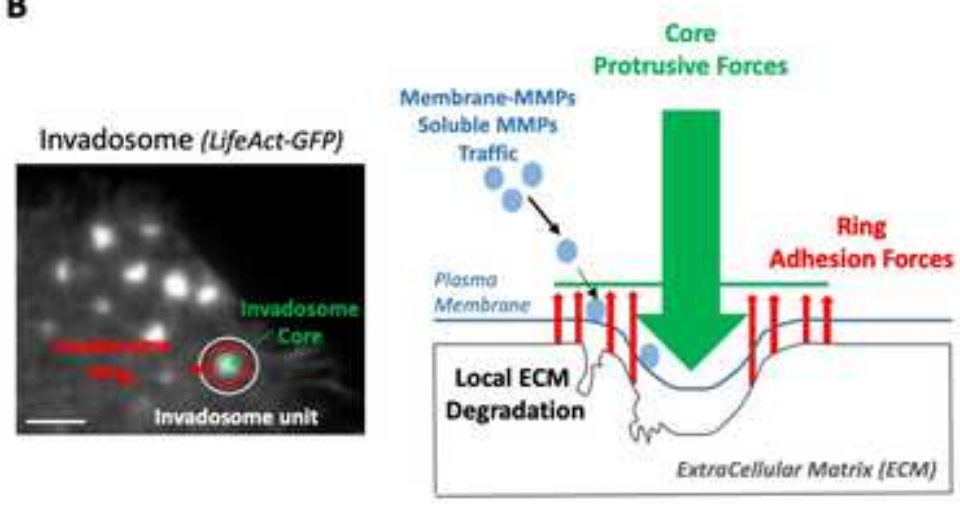 B
Invadosome (LifeAct-GFP)
Invadosome
Core
Invadosome unit
Core
Protrusive Forces
Membrane-MMPs
Soluble MMPs
Traffic
Ring
Adhesion Forces
Plasma
Membrane
Local ECM
Degradation
ExtraCellular Matrix (ECM)